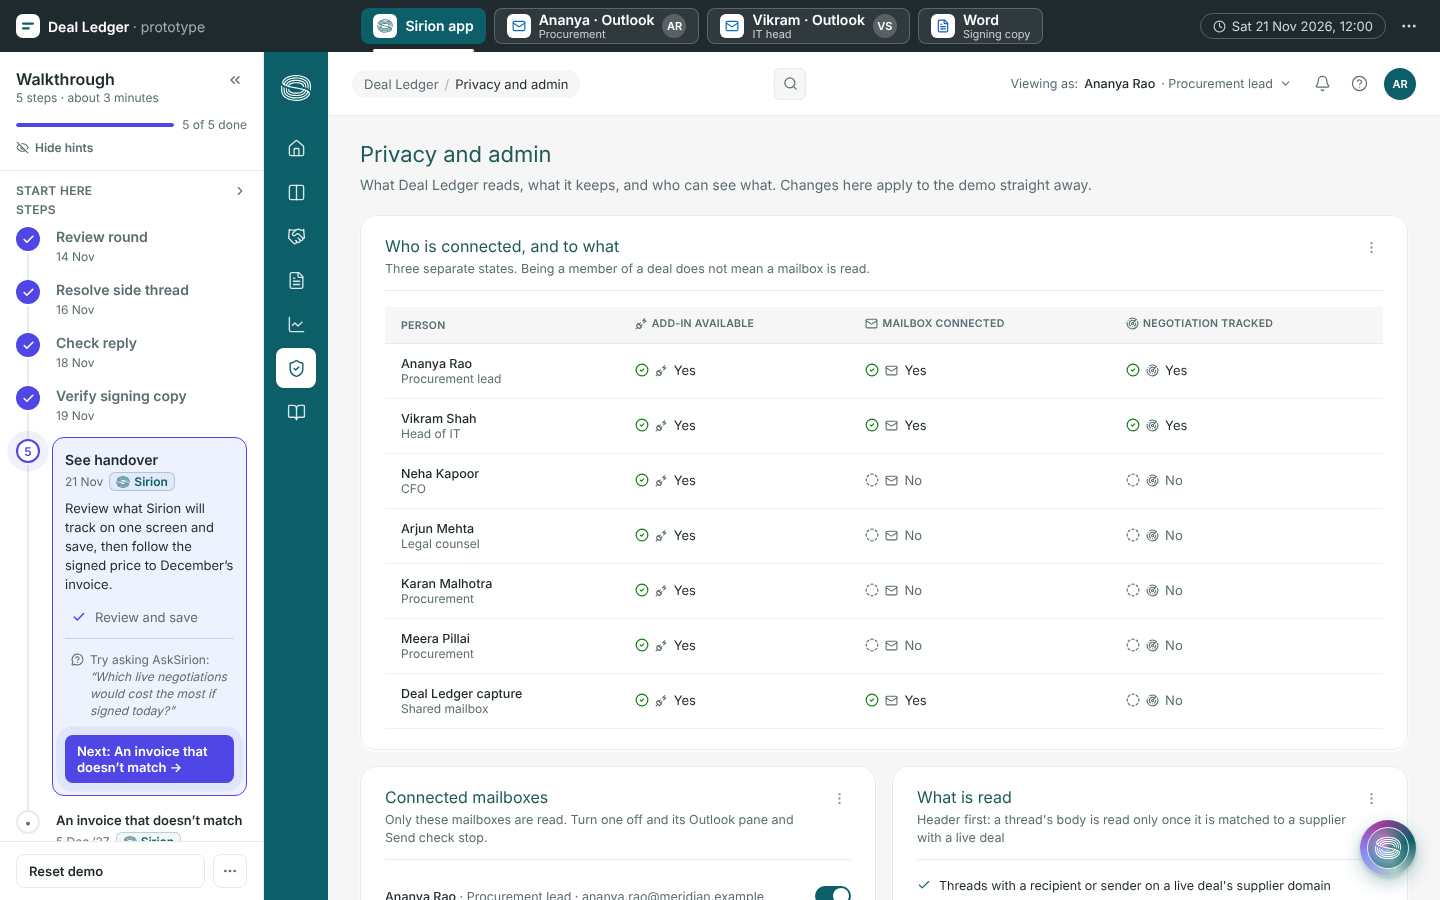 Deal Ledger · prototype
Sirion app
Ananya · Outlook
Procurement
AR
Vikram · Outlook
IT head
VS
Word
Signing copy
Sat 21 Nov 2026, 12:00
Walkthrough
5 steps · about 3 minutes
5 of 5 done
Hide hints
START HERE
STEPS
Review round
14 Nov
Resolve side thread
16 Nov
Check reply
18 Nov
Verify signing copy
19 Nov
5
See handover
21 Nov
Sirion
Review what Sirion will
track on one screen and
save, then follow the
signed price to December’s
invoice.
Review and save
Try asking AskSirion:
“Which live negotiations
would cost the most if
signed today?”
Next: An invoice that
doesn’t match →
An invoice that doesn’t match
5 Dec ’27
Sirion
Reset demo
Deal Ledger / Privacy and admin
Viewing as: Ananya Rao · Procurement lead
AR
Privacy and admin
What Deal Ledger reads, what it keeps, and who can see what. Changes here apply to the demo straight away.
Who is connected, and to what
Three separate states. Being a member of a deal does not mean a mailbox is read.
PERSON
ADD-IN AVAILABLE
MAILBOX CONNECTED
NEGOTIATION TRACKED
Ananya Rao
Procurement lead
Yes
Yes
Yes
Vikram Shah
Head of IT
Yes
Yes
Yes
Neha Kapoor
CFO
Yes
No
No
Arjun Mehta
Legal counsel
Yes
No
No
Karan Malhotra
Procurement
Yes
No
No
Meera Pillai
Procurement
Yes
No
No
Deal Ledger capture
Shared mailbox
Yes
Yes
No
Connected mailboxes
Only these mailboxes are read. Turn one off and its Outlook pane and
Send check stop.
Ananya Rao · Procurement lead · ananya.rao@meridian.example
What is read
Header first: a thread's body is read only once it is matched to a supplier
with a live deal
Threads with a recipient or sender on a live deal's supplier domain